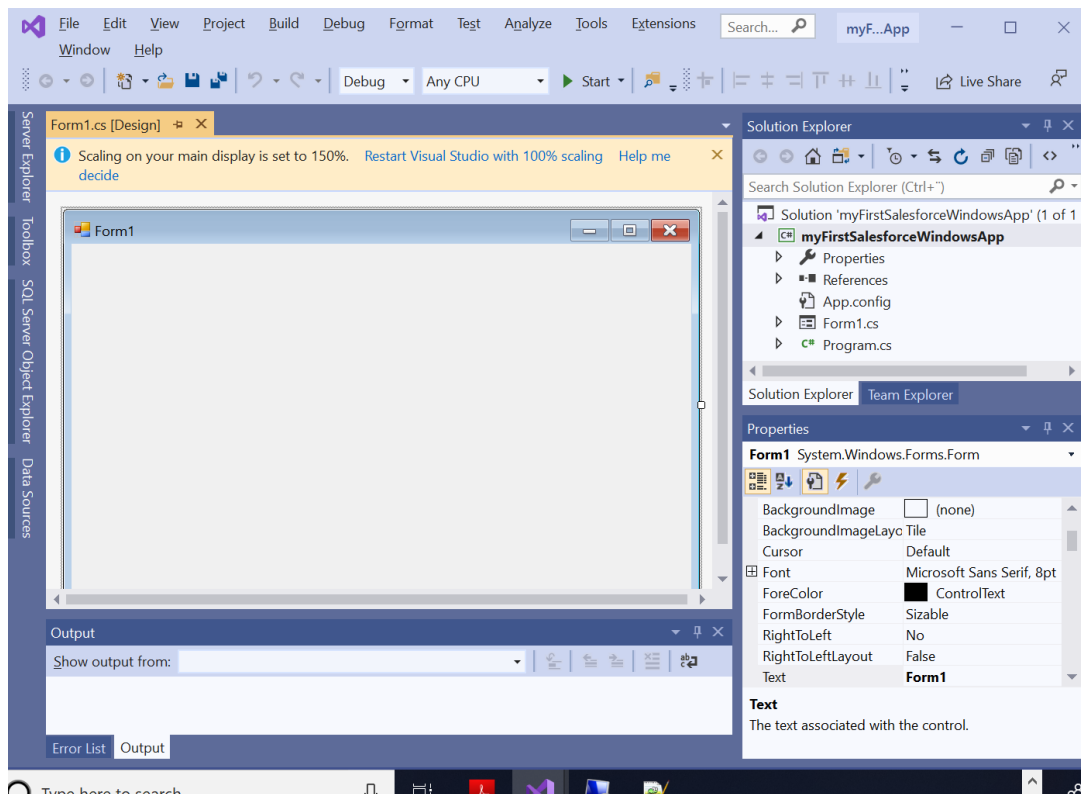 File Edit View Project Build Debug Format Test Analyze Tools Extensions Search... myF...App
Window Help
Debug Any CPU Start Live Share
Server Explorer
Toolbox
SQL Server Object Explorer
Data Sources
Form1.cs [Design]
Scaling on your main display is set to 150%. Restart Visual Studio with 100% scaling Help me
decide
Form1
Output
Show output from:
Error List Output
Solution Explorer
Search Solution Explorer (Ctrl+¨)
Solution 'myFirstSalesforceWindowsApp' (1 of 1
C# myFirstSalesforceWindowsApp
Properties
References
App.config
Form1.cs
C# Program.cs
Solution Explorer Team Explorer
Properties
Form1 System.Windows.Forms.Form
BackgroundImage (none)
BackgroundImageLayo Tile
Cursor Default
Font Microsoft Sans Serif, 8pt
ForeColor ControlText
FormBorderStyle Sizable
RightToLeft No
RightToLeftLayout False
Text Form1
Text
The text associated with the control.
Type here to search